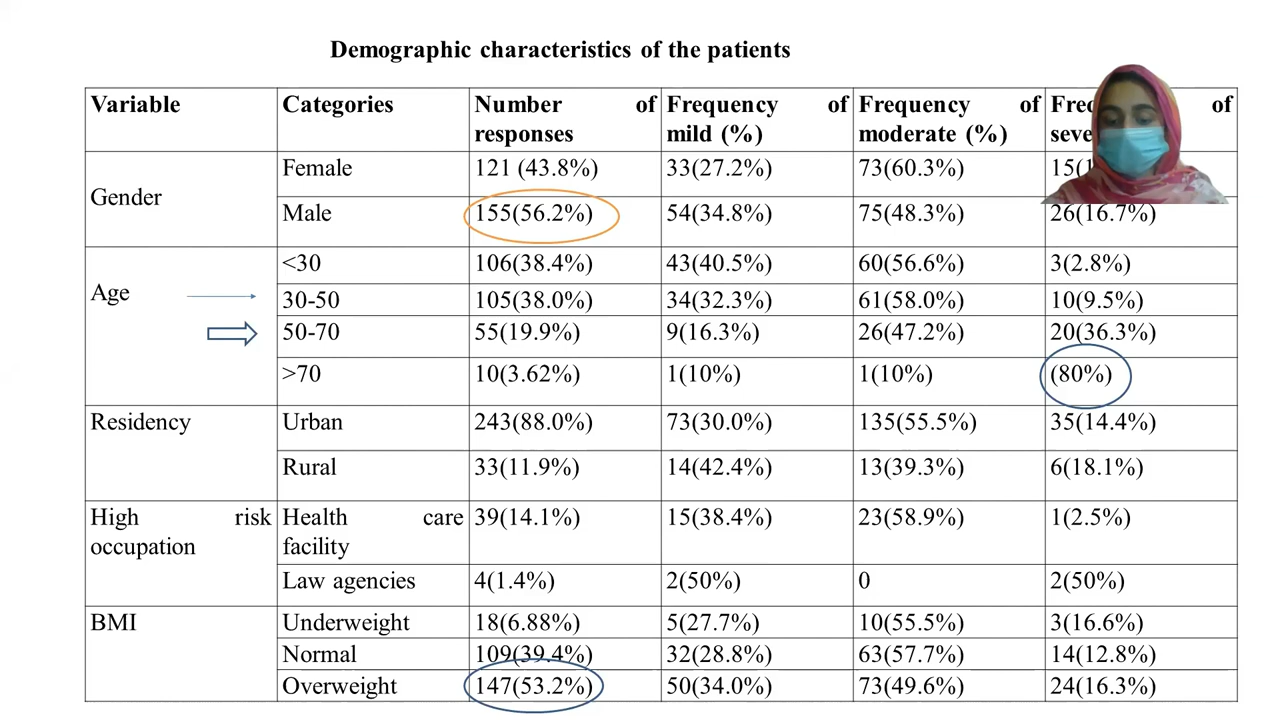 Demographic characteristics of the patients
Variable Categories Number of Frequency of Frequency of of
responses mild (%) moderate (%)
Gender
Female 121 (43.8%) 33(27.2%) 73(60.3%)
Male 155(56.2%) 54(34.8%) 75(48.3%) 26(16.7%)
Age
<30 106(38.4%) 43(40.5%) 60(56.6%) 3(2.8%)
30-50 105(38.0%) 34(32.3%) 61(58.0%) 10(9.5%)
50-70 55(19.9%) 9(16.3%) 26(47.2%) 20(36.3%)
>70 10(3.62%) 1(10%) 1(10%) (80%)
Residency Urban 243(88.0%) 73(30.0%) 135(55.5%) 35(14.4%)
Rural 33(11.9%) 14(42.4%) 13(39.3%) 6(18.1%)
High risk Health care 39(14.1%) 15(38.4%) 23(58.9%) 1(2.5%)
occupation facility
Law agencies 4(1.4%) 2(50%) 0 2(50%)
BMI Underweight 18(6.88%) 5(27.7%) 10(55.5%) 3(16.6%)
Normal 109(39.4%) 32(28.8%) 63(57.7%) 14(12.8%)
Overweight 147(53.2%) 50(34.0%) 73(49.6%) 24(16.3%)